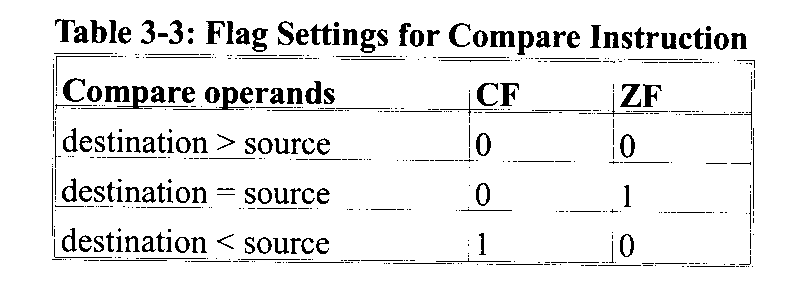 Table 3-3: Flag Settings for Compare Instruction
Compare operands CF ZF
destination > source 0 0
destination = source 0 1
destination < source 1 0